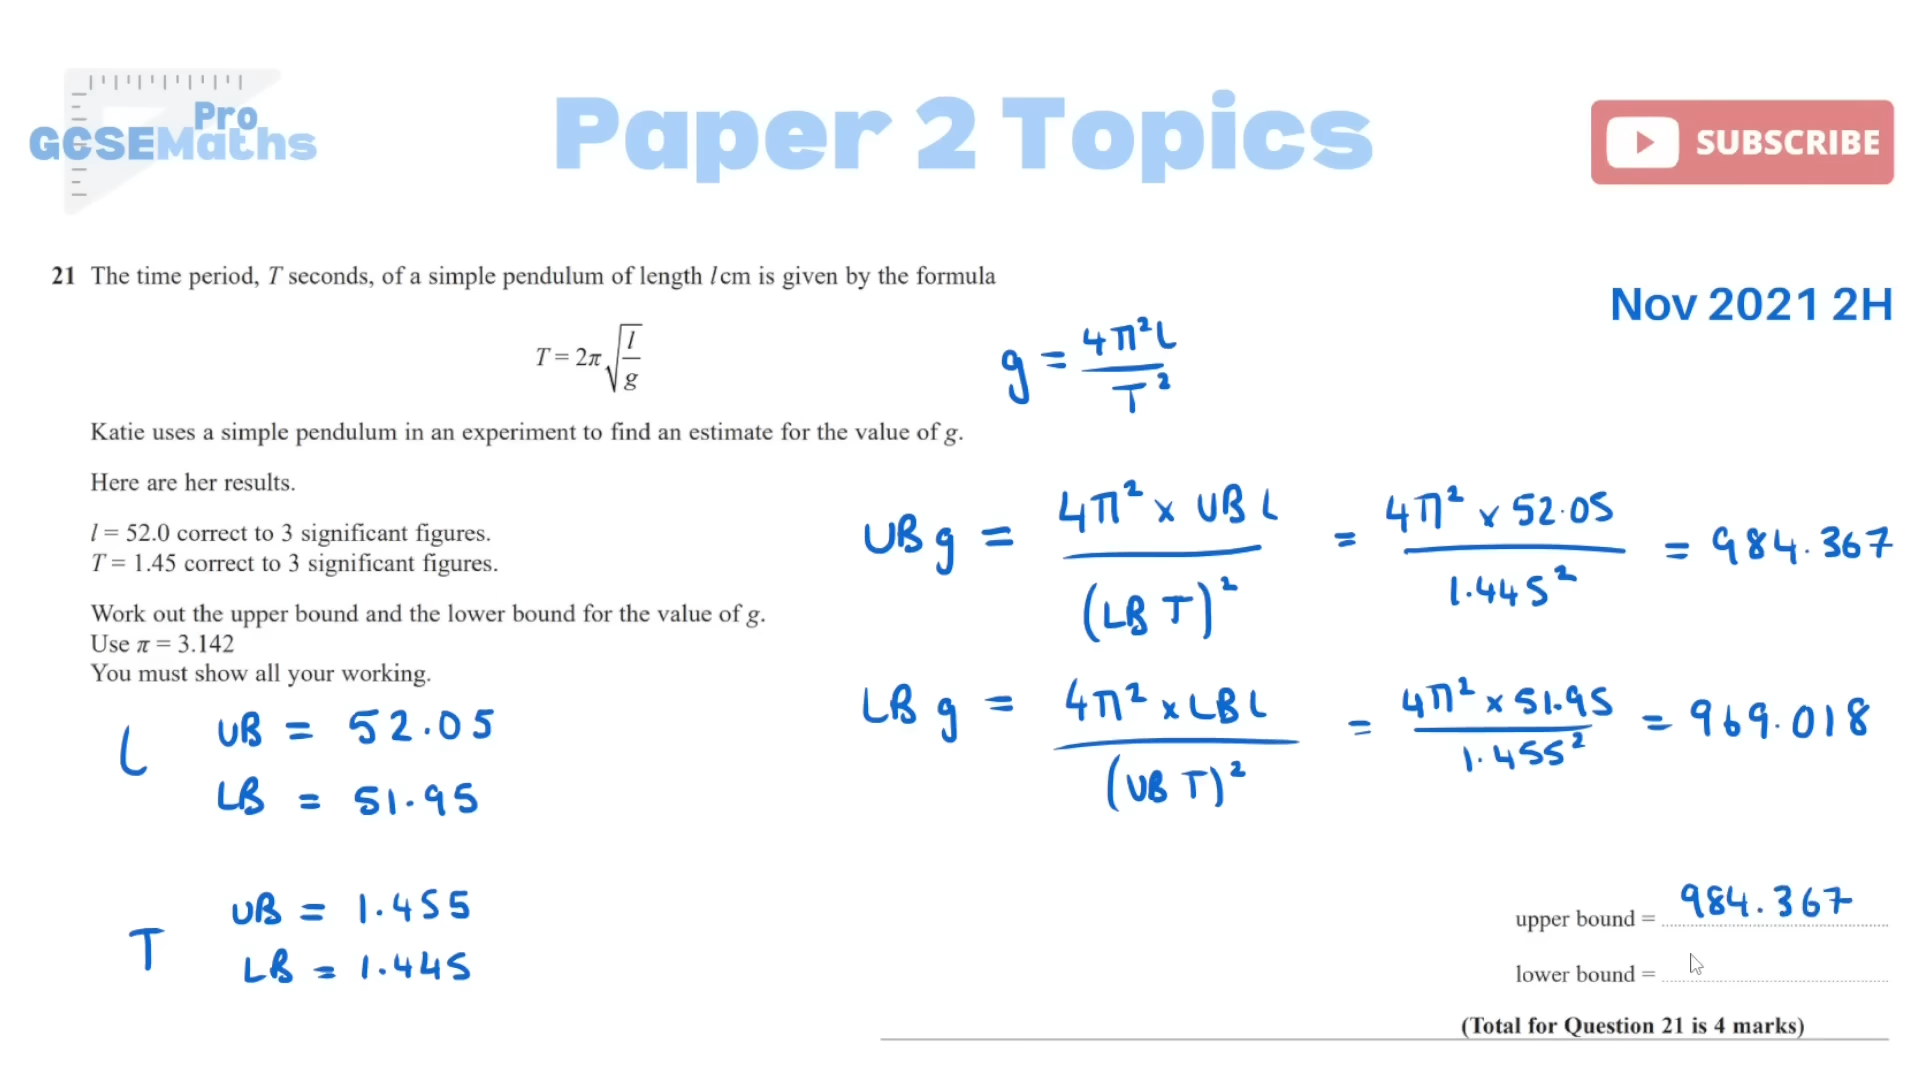 Pro
GCSEMaths
Paper 2 Topics
SUBSCRIBE
Nov 2021 2H
21 The time period, T seconds, of a simple pendulum of length l cm is given by the formula
T = 2π√(l/g)
g = 4π²l / T²
Katie uses a simple pendulum in an experiment to find an estimate for the value of g.
Here are her results.
l = 52.0 correct to 3 significant figures.
T = 1.45 correct to 3 significant figures.
Work out the upper bound and the lower bound for the value of g.
Use π = 3.142
You must show all your working.
UB g = 4π² × UB l / (LB T)² = 4π² × 52.05 / 1.445² = 984.367
LB g = 4π² × LB l / (UB T)² = 4π² × 51.95 / 1.455² = 969.018
l UB = 52.05
LB = 51.95
T UB = 1.455
LB = 1.445
upper bound = 984.367
lower bound =
(Total for Question 21 is 4 marks)